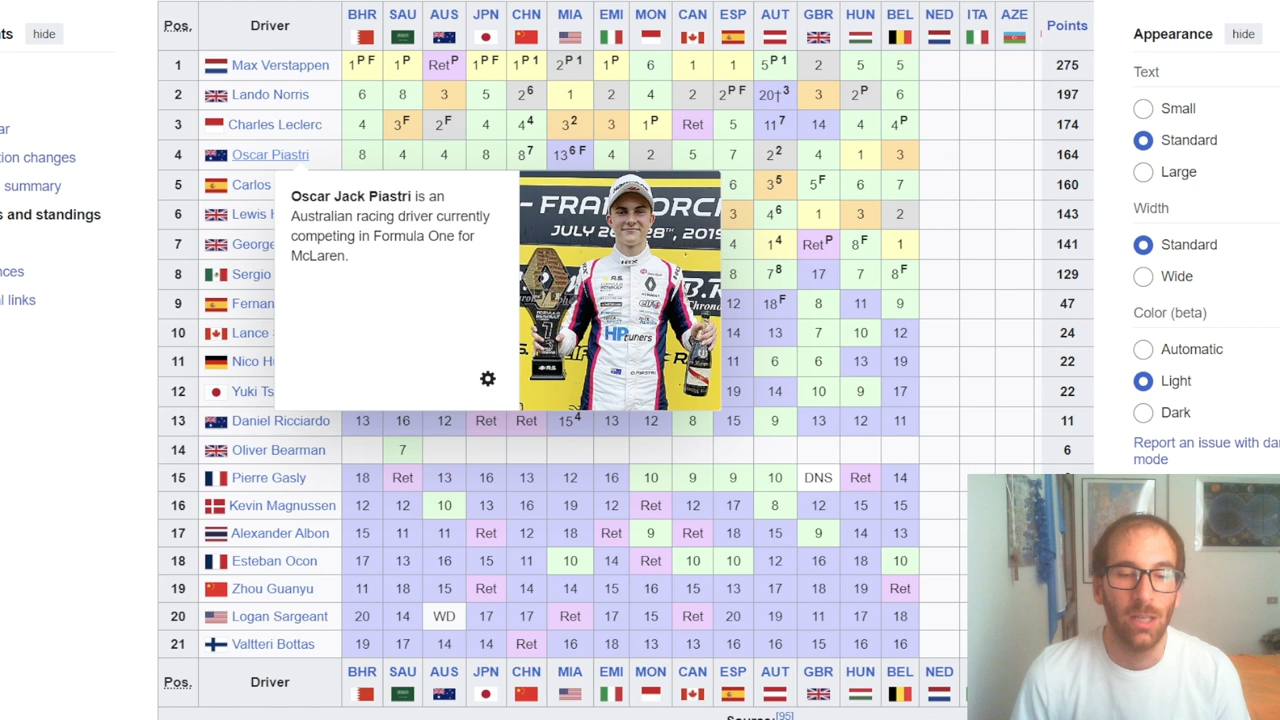 ts hide
ar
tion changes
summary
s and standings
nces
al links
Pos. Driver BHR SAU AUS JPN CHN MIA EMI MON CAN ESP AUT GBR HUN BEL NED ITA AZE Points
1 Max Verstappen 1 P F 1 P Ret P 1 P F 1 P 1 2 P 1 1 P 6 1 1 5 P 1 2 5 5 275
2 Lando Norris 6 8 3 5 2 6 1 2 4 2 2 P F 20† 3 3 2 P 6 197
3 Charles Leclerc 4 3 F 2 F 4 4 4 3 2 3 1 P Ret 5 11 7 14 4 4 P 174
4 Oscar Piastri 8 4 4 8 8 7 13 6 F 4 2 5 7 2 2 4 1 3 164
5 Carlos 6 3 5 5 F 6 7 160
6 Lewis 3 4 6 1 3 2 143
7 George 4 1 4 Ret P 8 F 1 141
8 Sergio 8 7 8 17 7 8 F 129
9 Fernan 12 18 F 8 11 9 47
10 Lance 14 13 7 10 12 24
11 Nico H 11 6 6 13 19 22
12 Yuki Ts 19 14 10 9 17 22
Oscar Jack Piastri is an
Australian racing driver currently
competing in Formula One for
McLaren.
JULY 26 28th, 2019
HP tuners
13 Daniel Ricciardo 13 16 12 Ret Ret 15 4 13 12 8 15 9 13 12 11 11
14 Oliver Bearman 7 6
15 Pierre Gasly 18 Ret 13 16 13 12 16 10 9 9 10 DNS Ret 14
16 Kevin Magnussen 12 12 10 13 16 19 12 Ret 12 17 8 12 15 15
17 Alexander Albon 15 11 11 Ret 12 18 Ret 9 Ret 18 15 9 14 13
18 Esteban Ocon 17 13 16 15 11 10 14 Ret 10 10 12 16 18 10
19 Zhou Guanyu 11 18 15 Ret 14 14 15 16 15 13 17 18 19 Ret
20 Logan Sargeant 20 14 WD 17 17 Ret 17 15 Ret 20 19 11 17 18
21 Valtteri Bottas 19 17 14 14 Ret 16 18 13 13 16 16 15 16 16
Pos. Driver BHR SAU AUS JPN CHN MIA EMI MON CAN ESP AUT GBR HUN BEL NED
[95]
Appearance hide
Text
Small
Standard
Large
Width
Standard
Wide
Color (beta)
Automatic
Light
Dark
Report an issue with da
mode